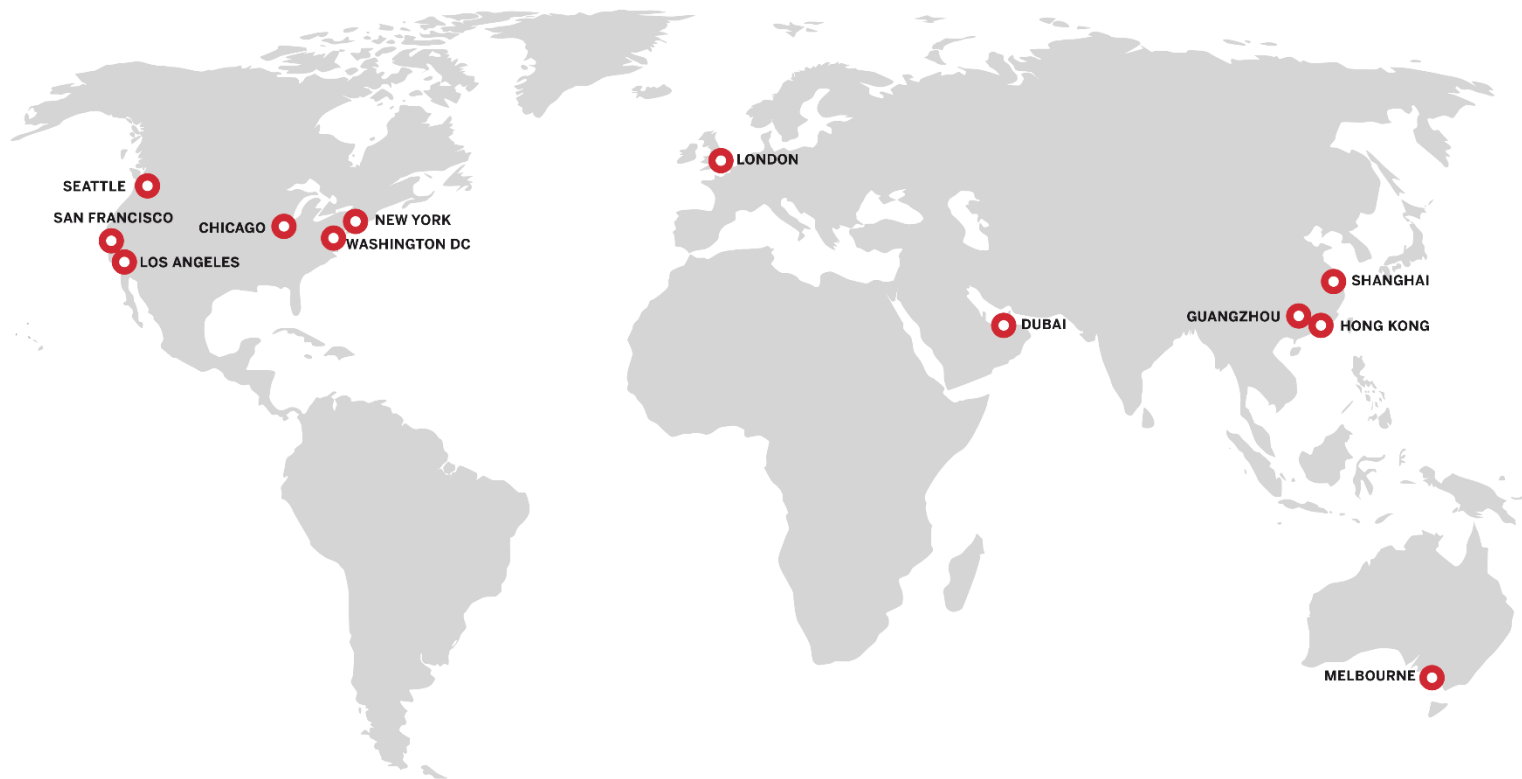 LONDON
SEATTLE
SAN FRANCISCO
CHICAGO
NEW YORK
WASHINGTON DC
LOS ANGELES
SHANGHAI
GUANGZHOU
HONG KONG
DUBAI
MELBOURNE